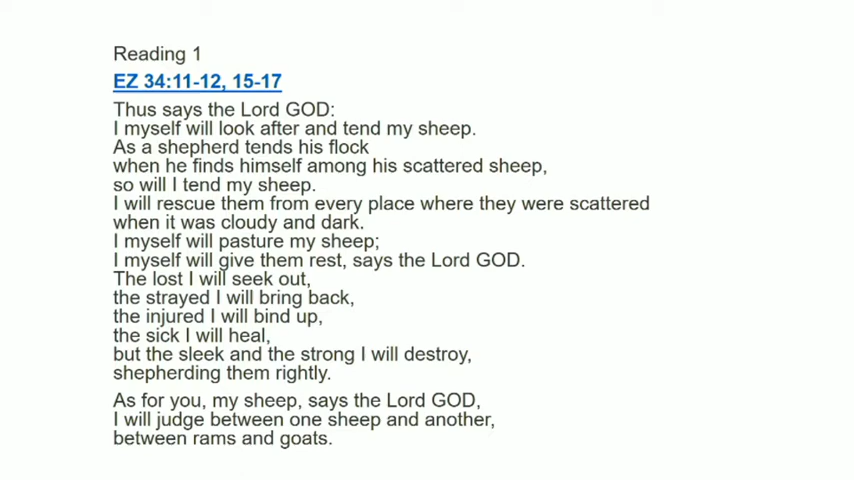 Reading 1
EZ 34:11-12, 15-17
Thus says the Lord GOD:
I myself will look after and tend my sheep.
As a shepherd tends his flock
when he finds himself among his scattered sheep,
so will I tend my sheep.
I will rescue them from every place where they were scattered
when it was cloudy and dark.
I myself will pasture my sheep;
I myself will give them rest, says the Lord GOD.
The lost I will seek out,
the strayed I will bring back,
the injured I will bind up,
the sick I will heal,
but the sleek and the strong I will destroy,
shepherding them rightly.
As for you, my sheep, says the Lord GOD,
I will judge between one sheep and another,
between rams and goats.